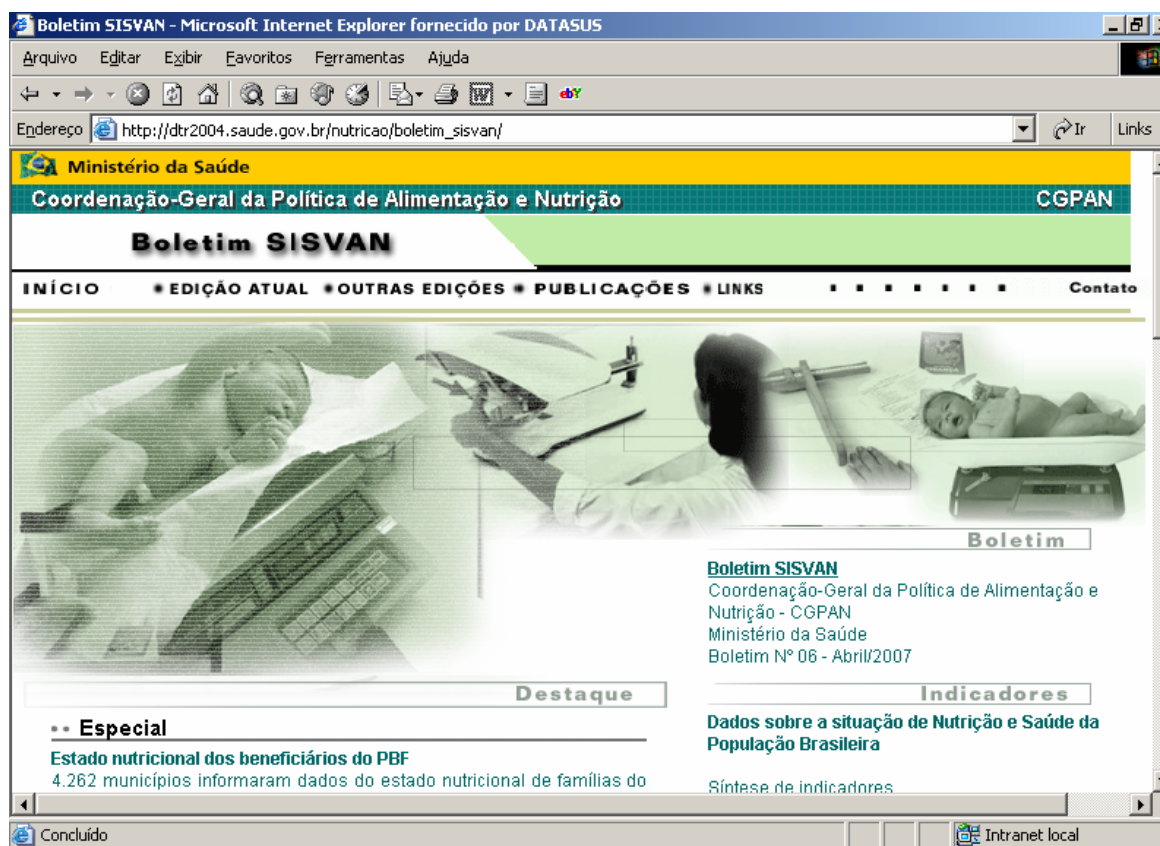 Boletim SISVAN - Microsoft Internet Explorer fornecido por DATASUS
Arquivo Editar Exibir Favoritos Ferramentas Ajuda
ebY
Endereço http://dtr2004.saude.gov.br/nutricao/boletim_sisvan/ Ir Links
Ministério da Saúde
Coordenação-Geral da Política de Alimentação e Nutrição CGPAN
Boletim SISVAN
INÍCIO EDIÇÃO ATUAL OUTRAS EDIÇÕES PUBLICAÇÕES LINKS Contato
Boletim
Boletim SISVAN
Coordenação-Geral da Política de Alimentação e
Nutrição - CGPAN
Ministério da Saúde
Boletim Nº 06 - Abril/2007
Destaque
Especial
Estado nutricional dos beneficiários do PBF
4.262 municípios informaram dados do estado nutricional de famílias do
Indicadores
Dados sobre a situação de Nutrição e Saúde da
População Brasileira
Síntese de indicadores
Concluído Intranet local